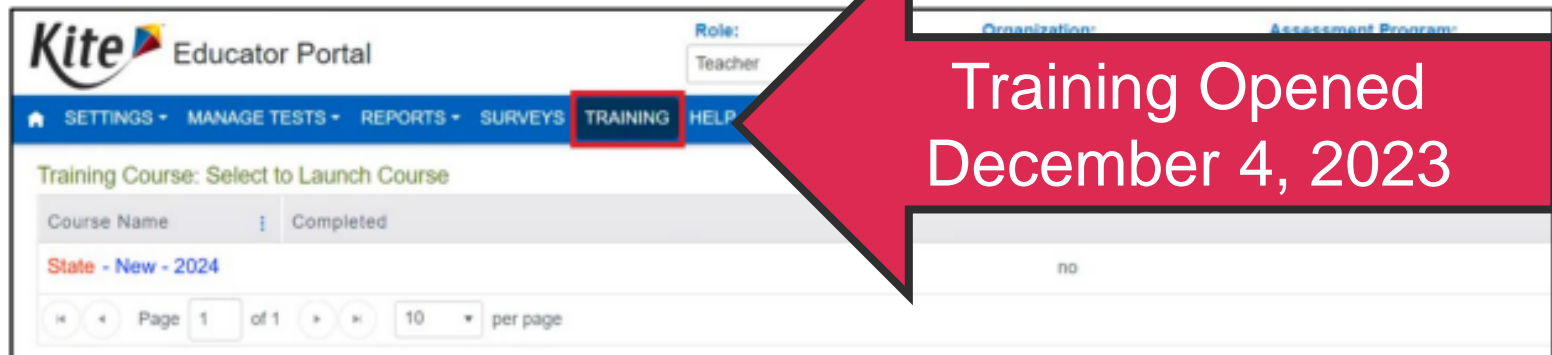 Kite Educator Portal
Role:
Organization:
Assessment Program:
Teacher
Training Opened
December 4, 2023
SETTINGS MANAGE TESTS REPORTS SURVEYS TRAINING HELP
Training Course: Select to Launch Course
Course Name Completed
State - New - 2024 no
Page 1 of 1 10 per page